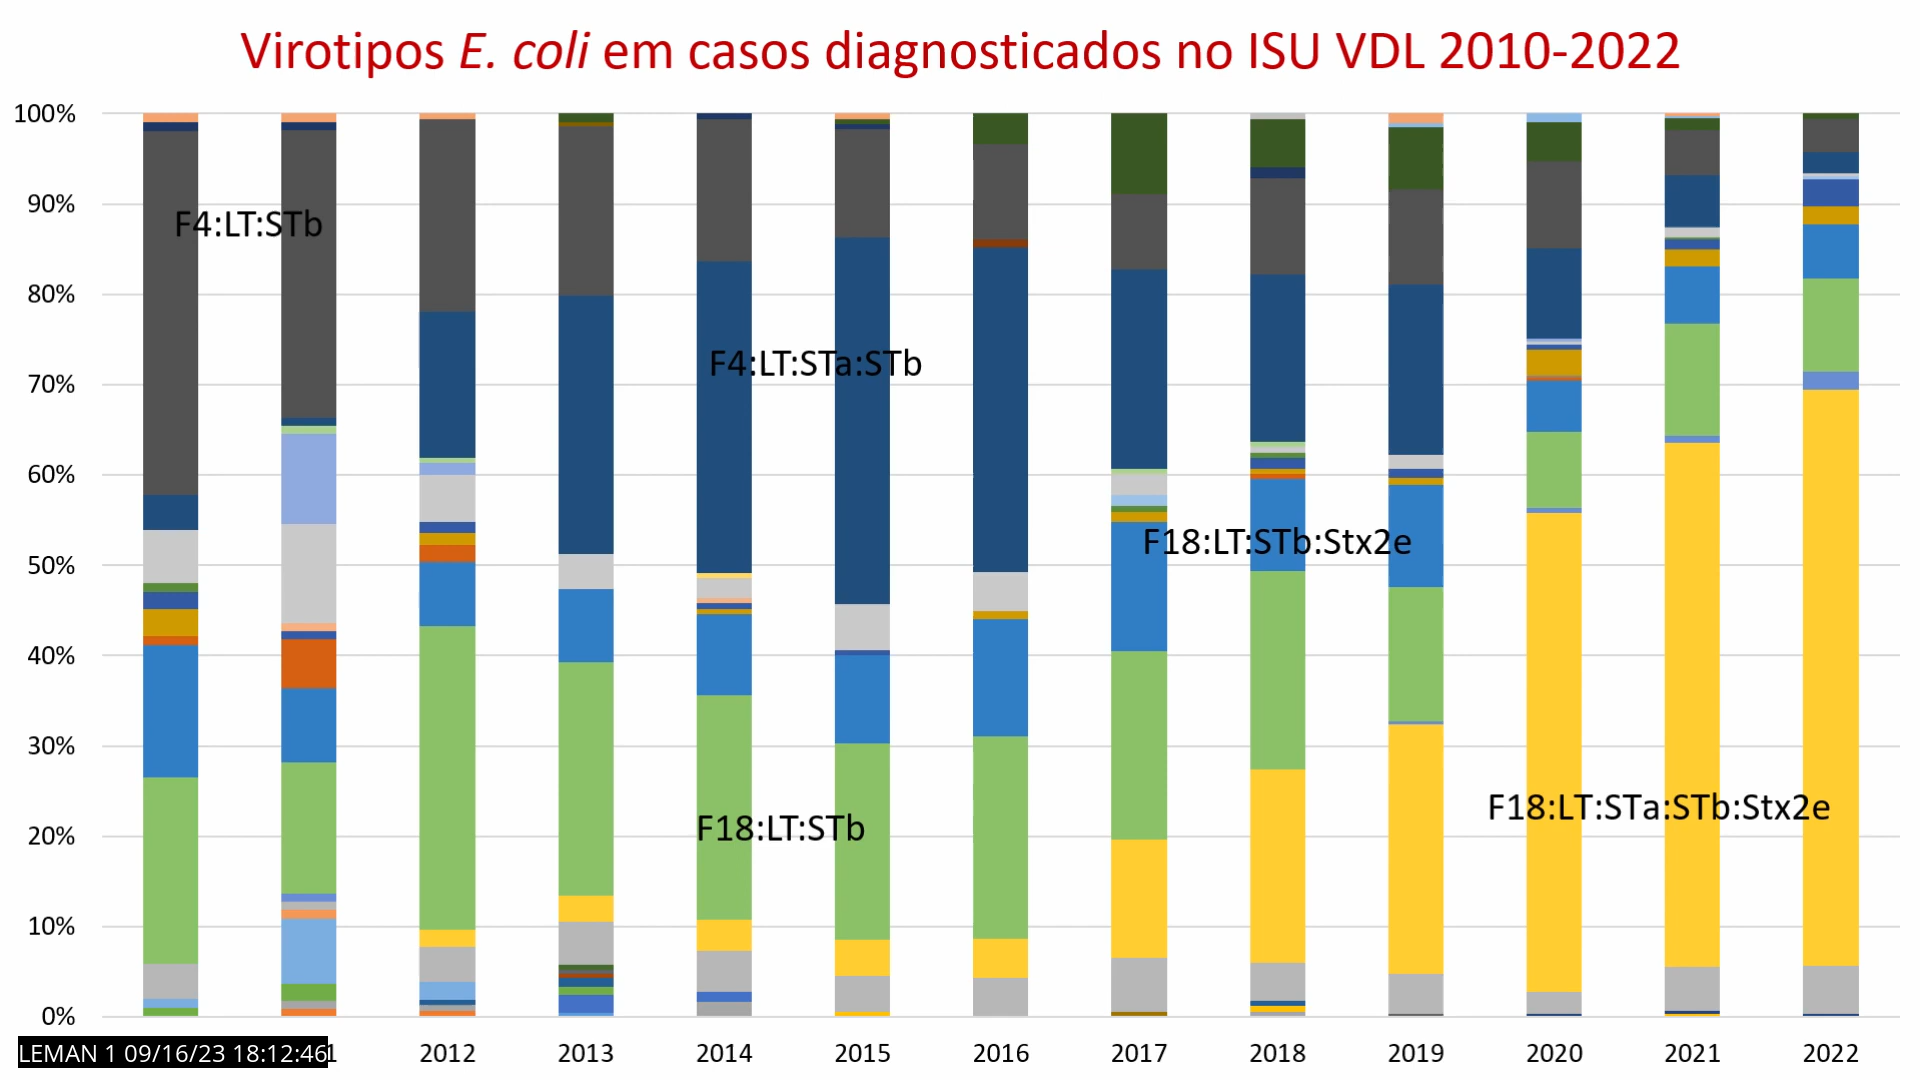 Virotipos E. coli em casos diagnosticados no ISU VDL 2010-2022
100%
90%
80%
70%
60%
50%
40%
30%
20%
10%
0%
F4:LT:STb
F4:LT:STa:STb
F18:LT:STb:Stx2e
F18:LT:STb
F18:LT:STa:STb:Stx2e
LEMAN 1 09/16/23 18:12:46
1 2012 2013 2014 2015 2016 2017 2018 2019 2020 2021 2022